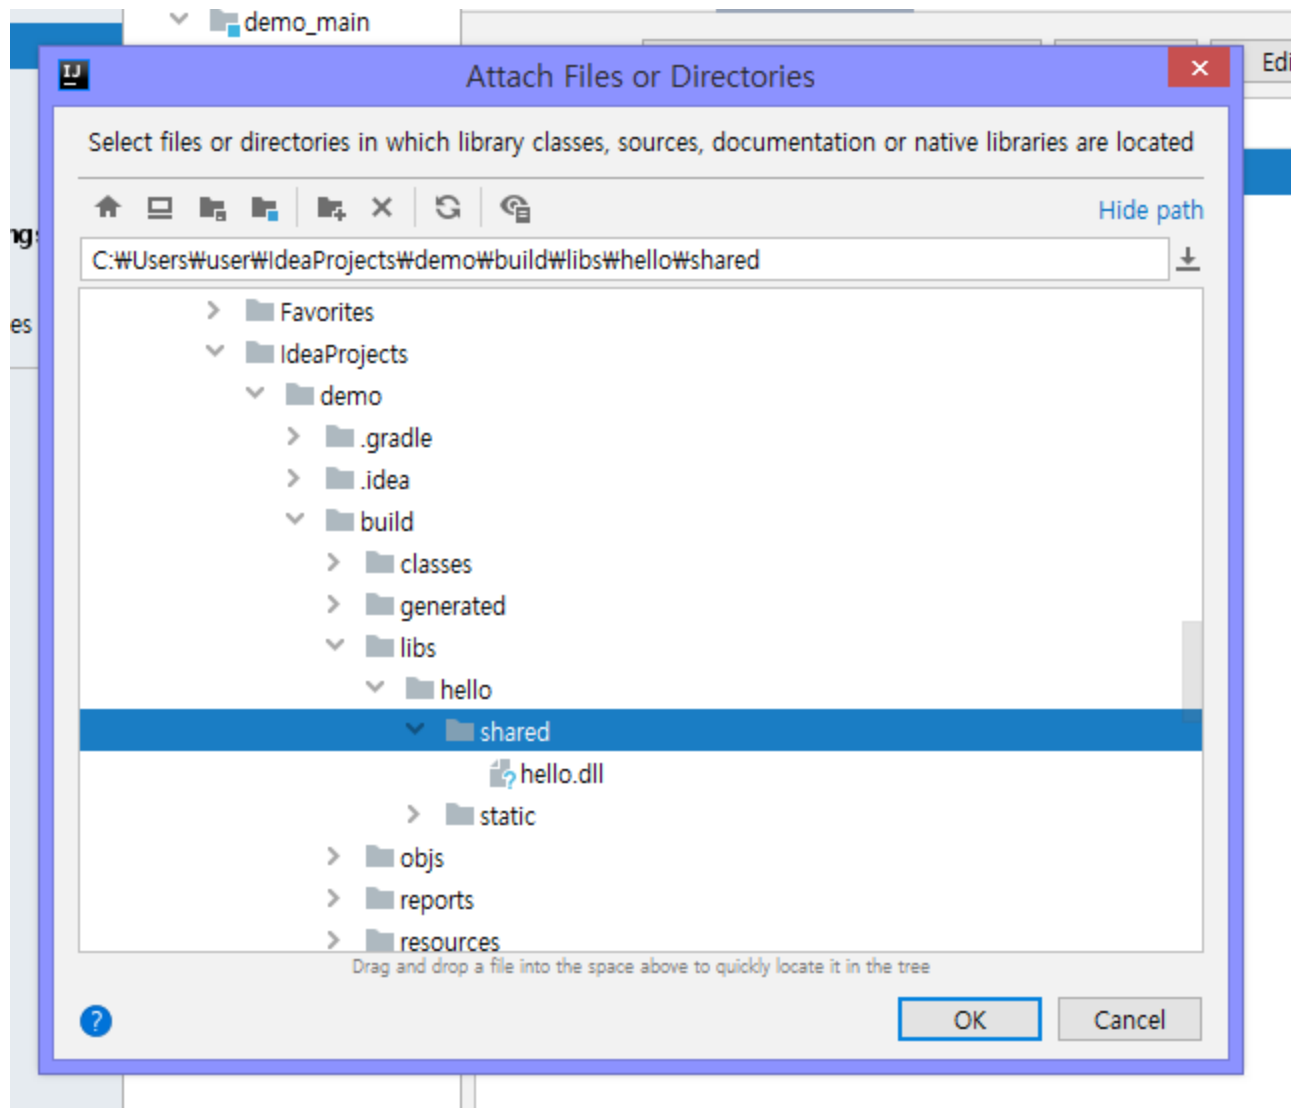 demo_main
Edi
IJ
Attach Files or Directories
Select files or directories in which library classes, sources, documentation or native libraries are located
Hide path
ng
C:₩Users₩user₩IdeaProjects₩demo₩build₩libs₩hello₩shared
Favorites
es
IdeaProjects
demo
.gradle
.idea
build
classes
generated
libs
hello
shared
hello.dll
static
objs
reports
resources
Drag and drop a file into the space above to quickly locate it in the tree
?
OK
Cancel